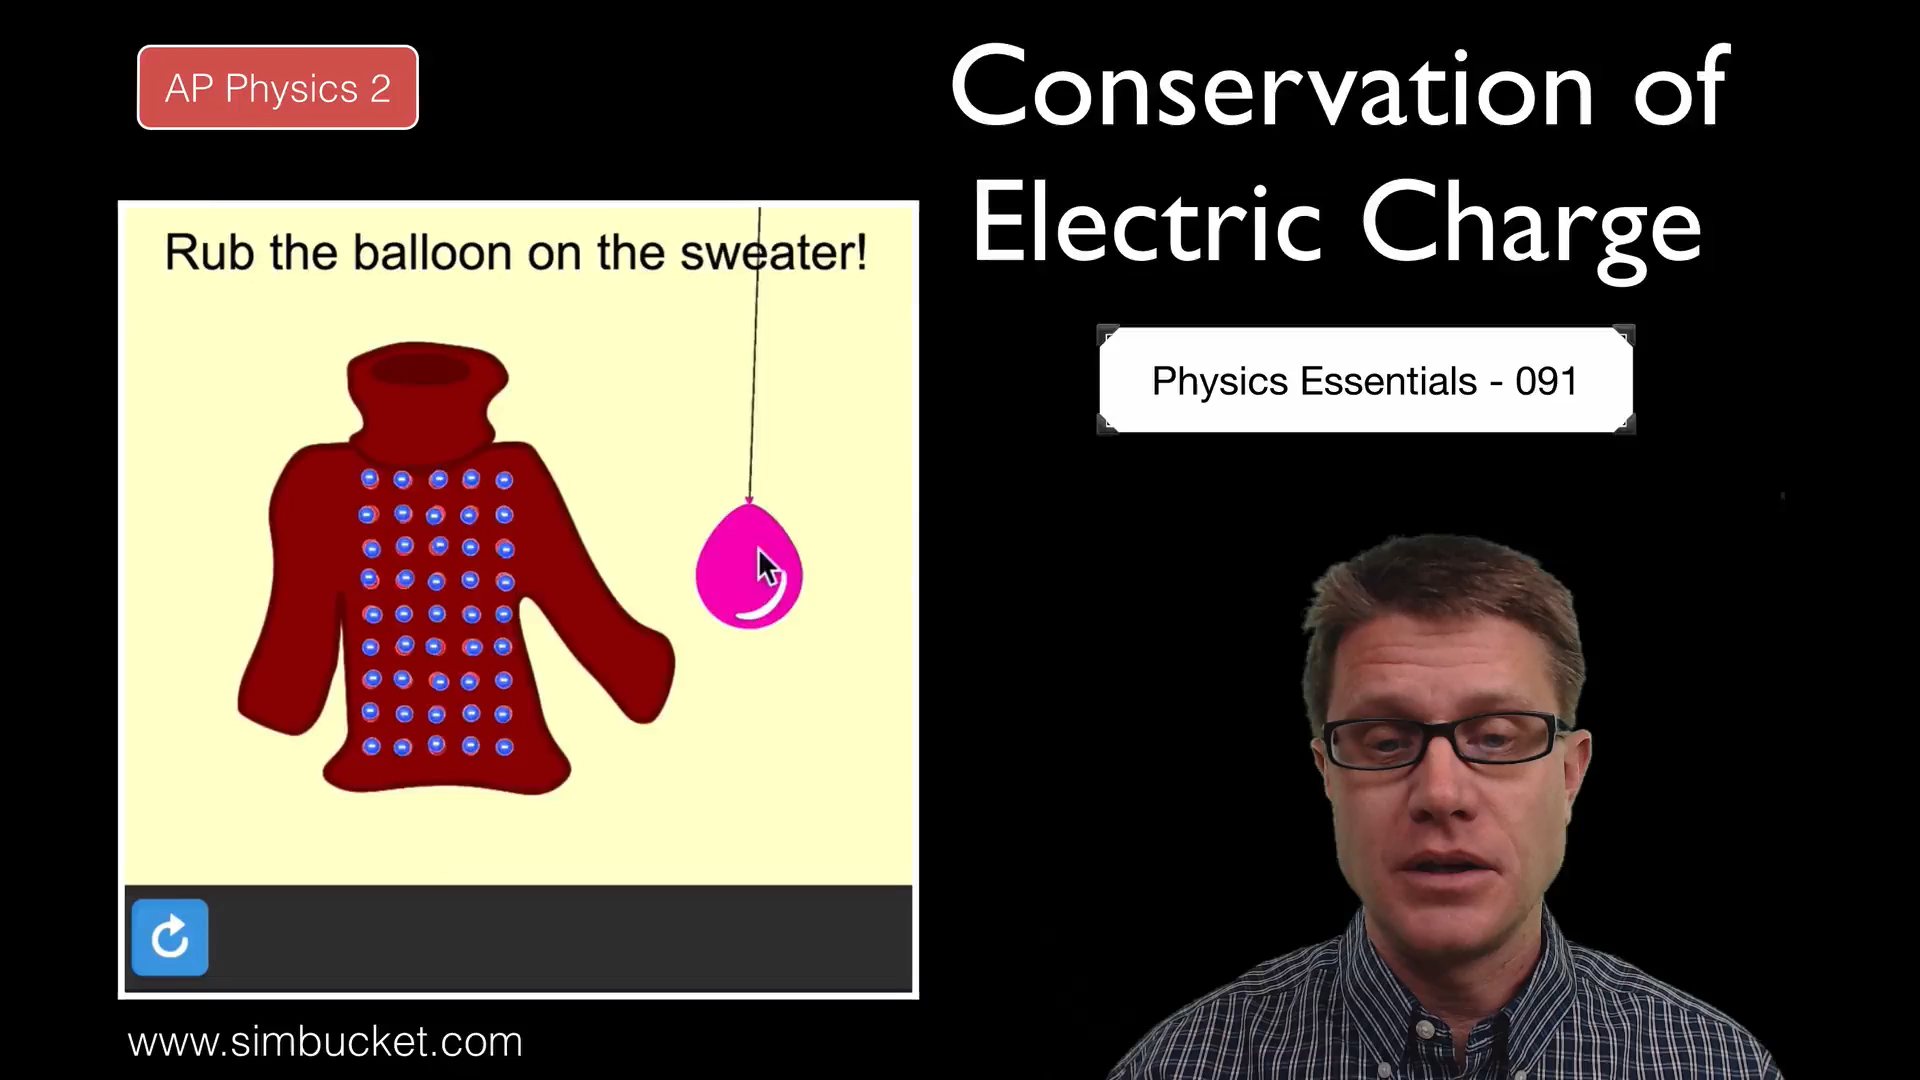 AP Physics 2
Conservation of
Electric Charge
Physics Essentials - 091
Rub the balloon on the sweater!
www.simbucket.com